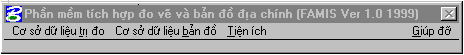 Phần mềm tích hợp đo vẽ và bản đồ địa chính (FAMIS Ver 1.0 1999)
Cơ sở dữ liệu trị đo Cơ sở dữ liệu bản đồ Tiện ích Giúp đỡ